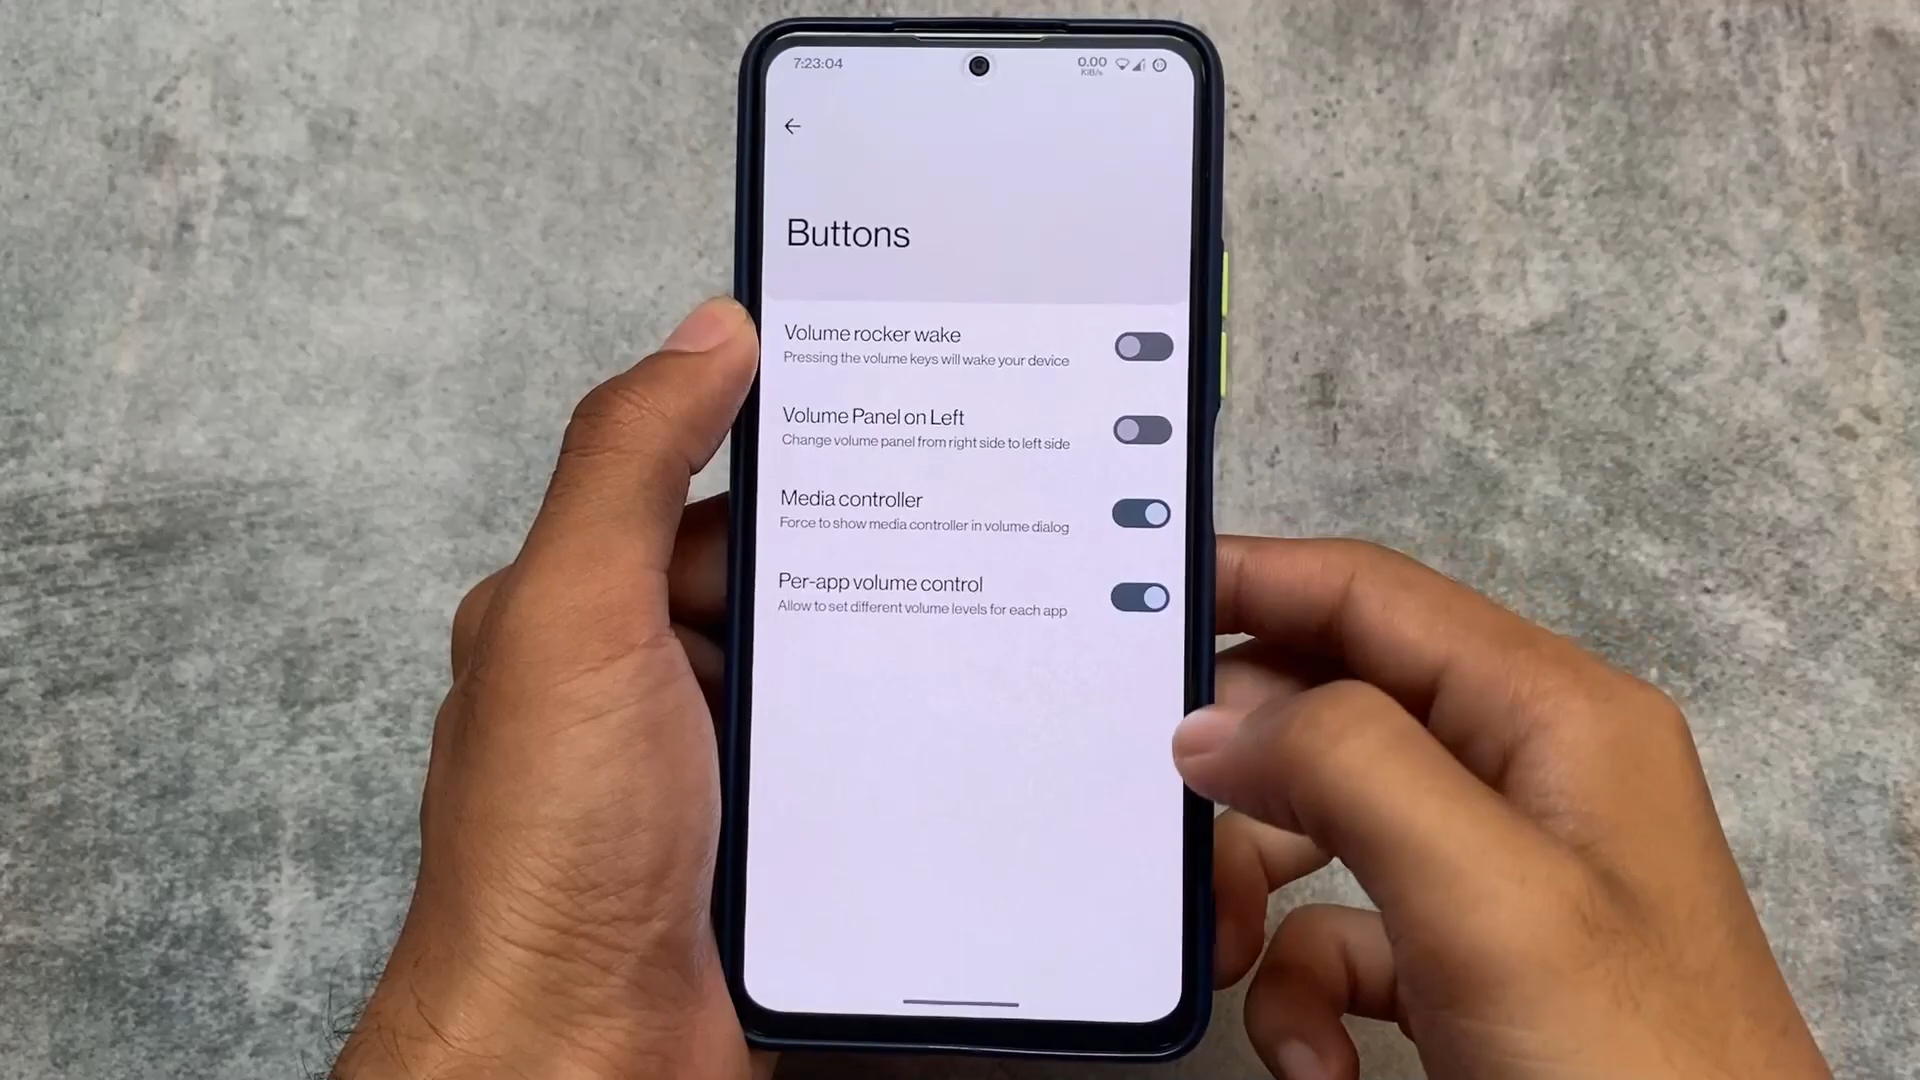 7:23:04
0.00
KiB/s
Buttons
Volume rocker wake
Pressing the volume keys will wake your device
Volume Panel on Left
Change volume panel from right side to left side
Media controller
Force to show media controller in volume dialog
Per-app volume control
Allow to set different volume levels for each app